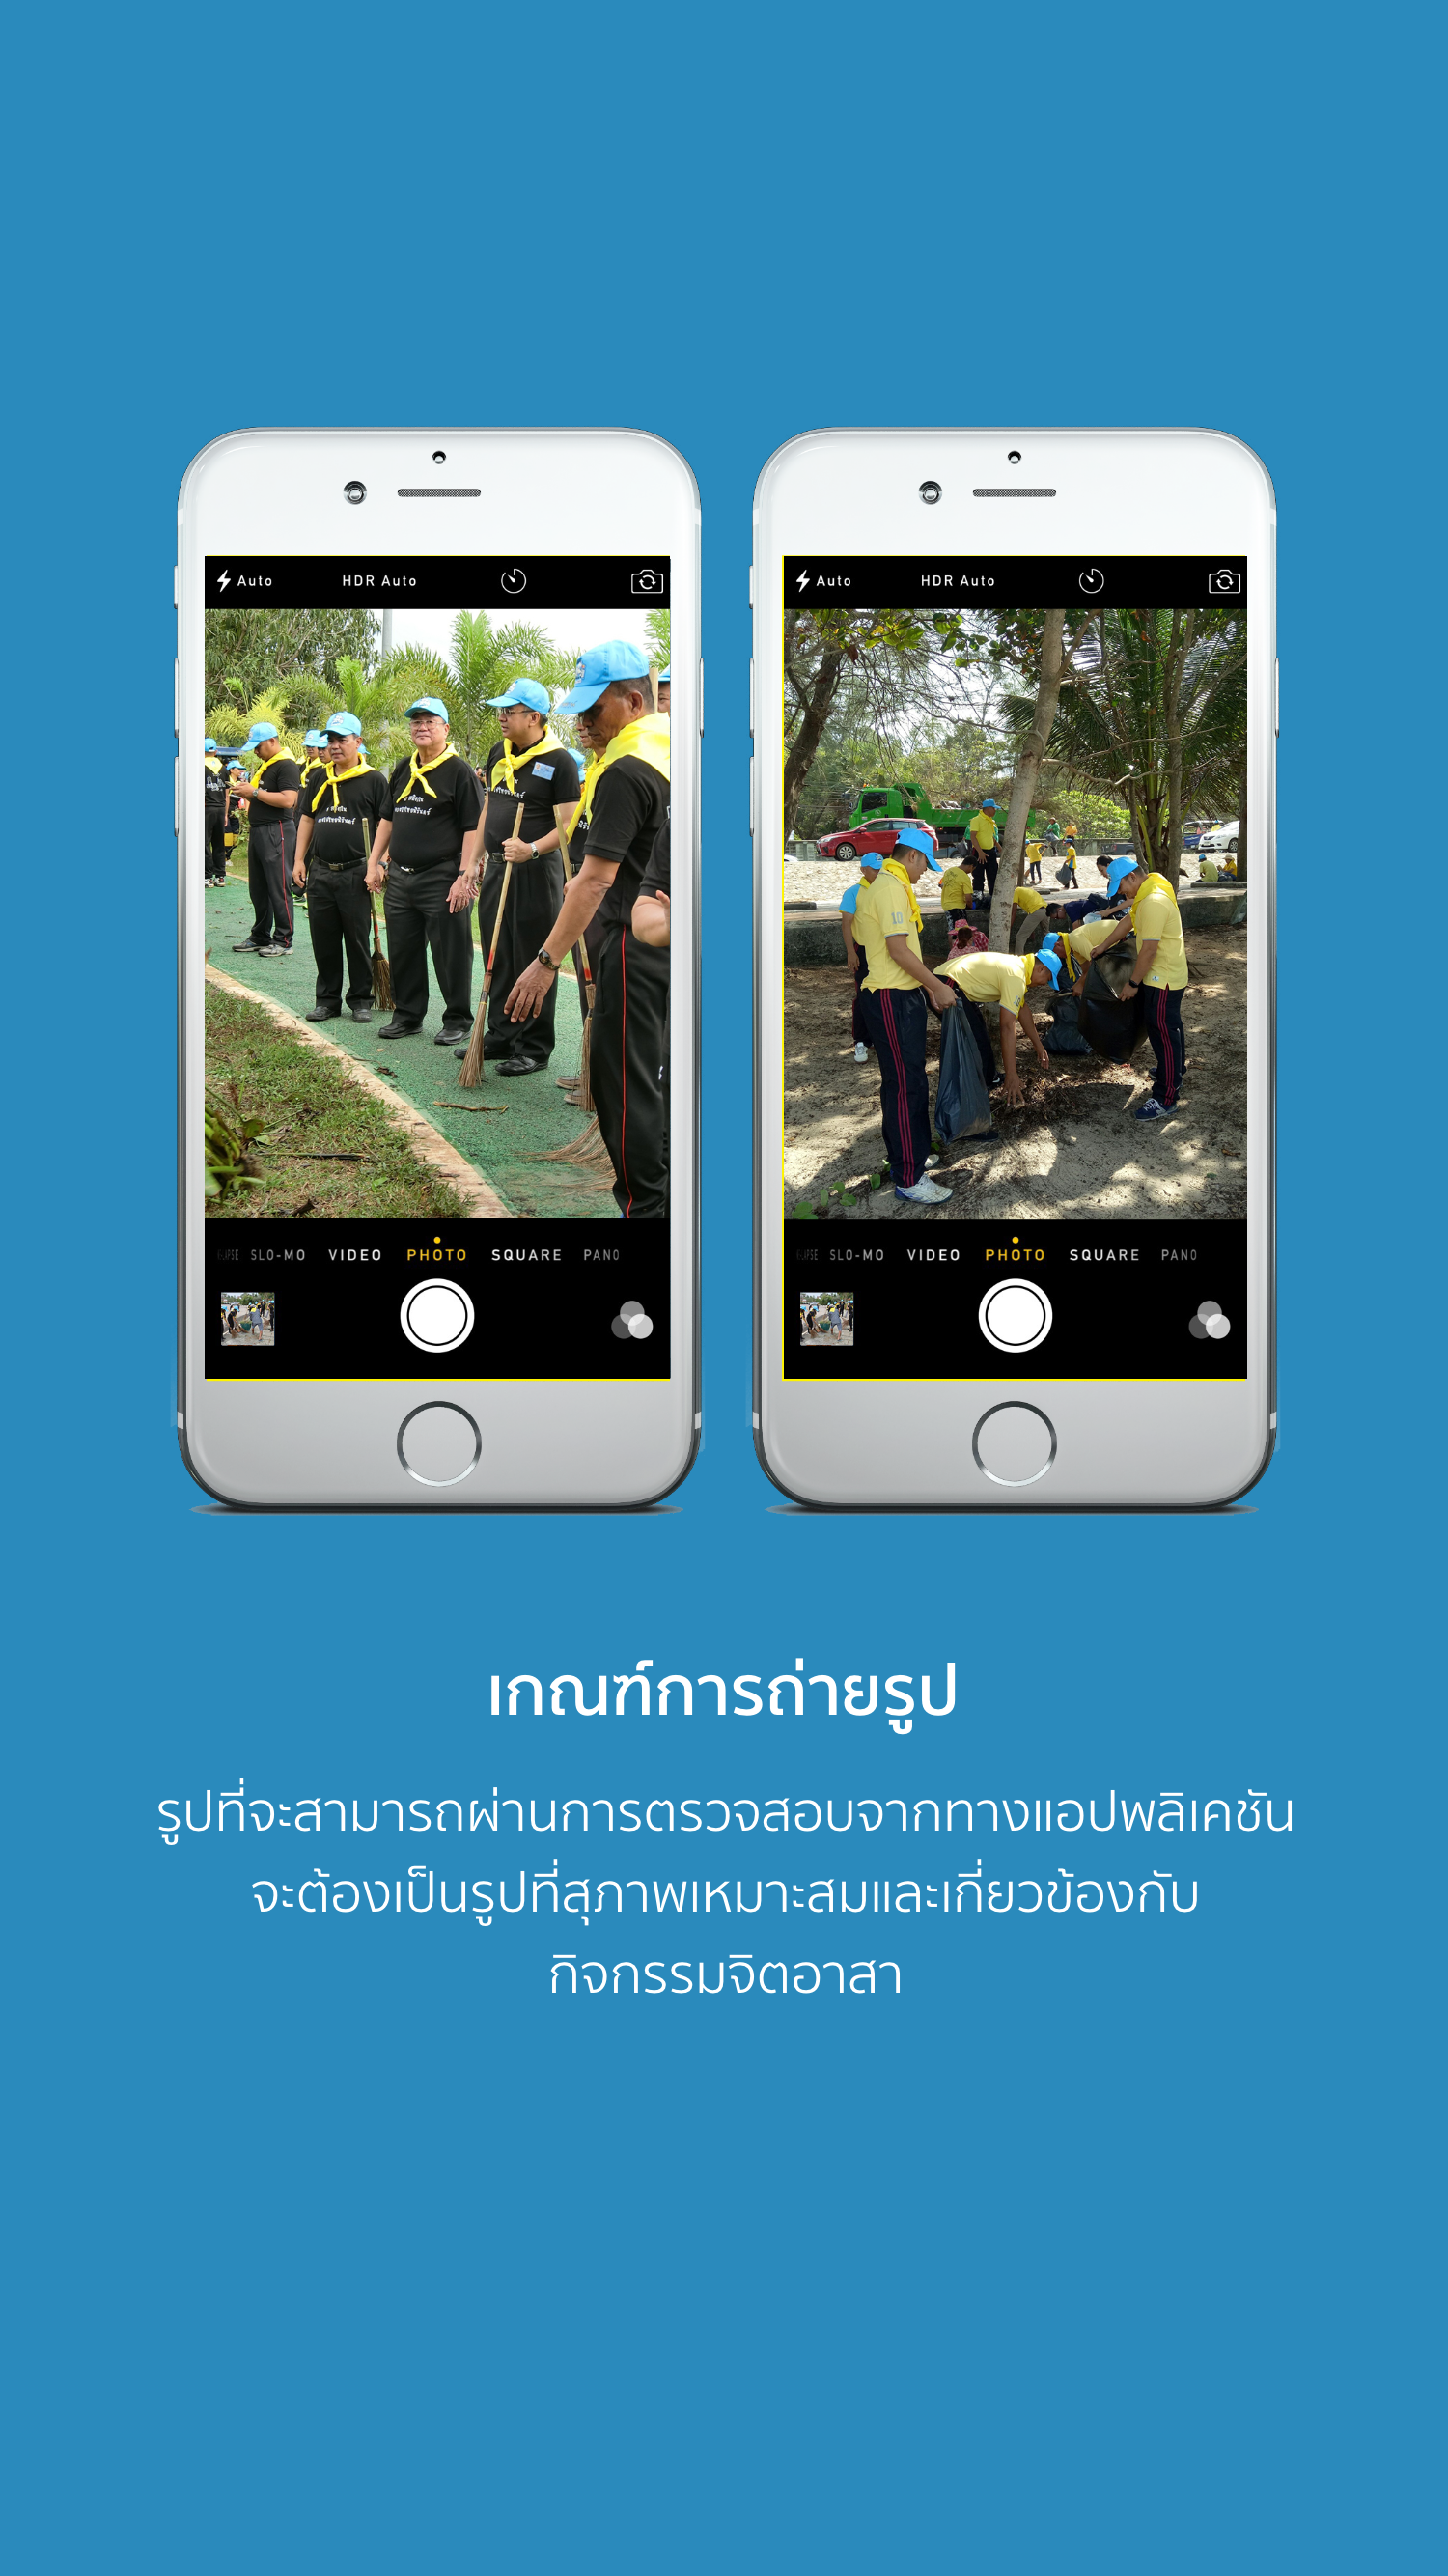 Auto HDR Auto
Auto HDR Auto
10
SLO-MO VIDEO PHOTO SQUARE PANO
SLO-MO VIDEO PHOTO SQUARE PANO
เกณฑ์การถ่ายรูป
รูปที่จะสามารถผ่านการตรวจสอบจากทางแอปพลิเคชัน
จะต้องเป็นรูปที่สุภาพเหมาะสมและเกี่ยวข้องกับ
กิจกรรมจิตอาสา